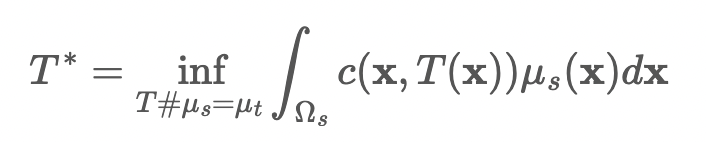 T* = inf_{T#μ_s=μ_t} ∫_{Ω_s} c(𝐱, T(𝐱))μ_s(𝐱)d𝐱